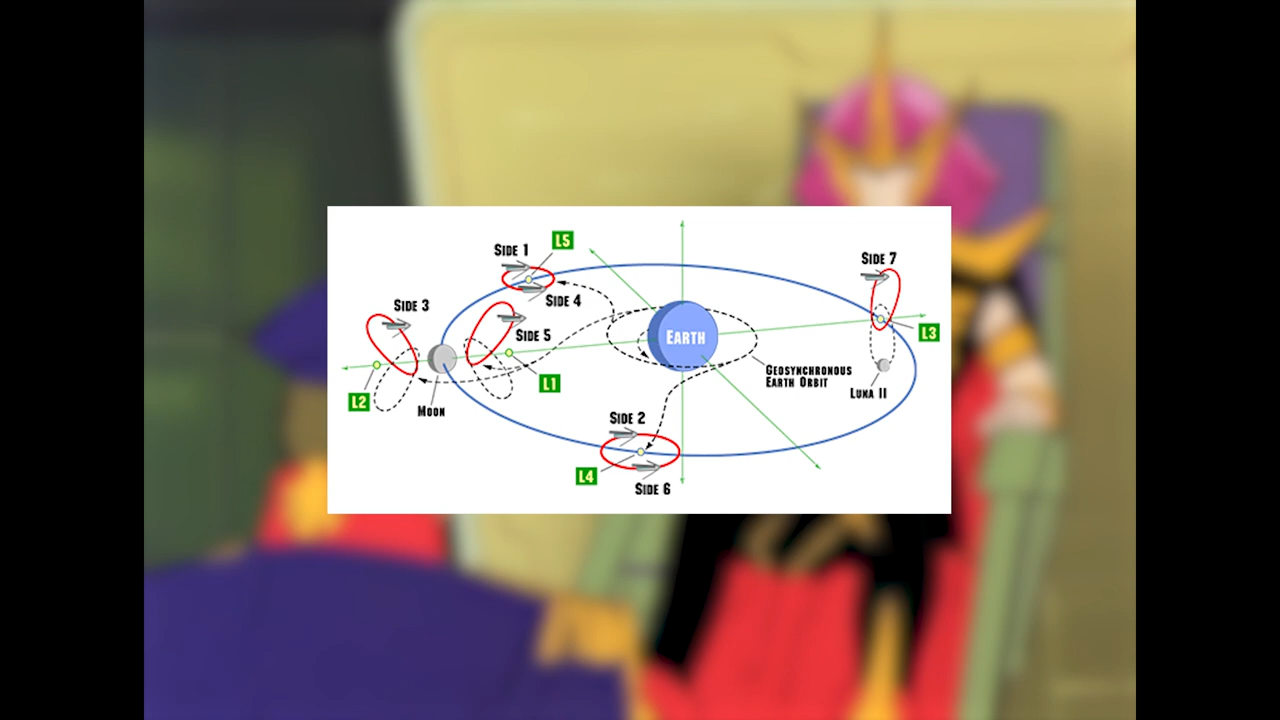 SIDE 1
L5
SIDE 4
SIDE 3
SIDE 5
L1
L2
MOON
EARTH
GEOSYNCHRONOUS
EARTH ORBIT
SIDE 7
L3
LUNA II
SIDE 2
L4
SIDE 6